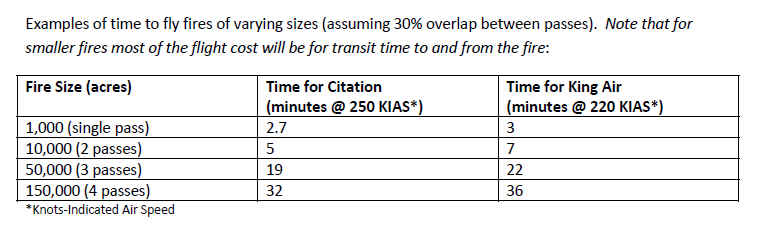 Examples of time to fly fires of varying sizes (assuming 30% overlap between passes). Note that for
smaller fires most of the flight cost will be for transit time to and from the fire:
Fire Size (acres) Time for Citation Time for King Air
(minutes @ 250 KIAS*) (minutes @ 220 KIAS*)
1,000 (single pass) 2.7 3
10,000 (2 passes) 5 7
50,000 (3 passes) 19 22
150,000 (4 passes) 32 36
*Knots-Indicated Air Speed